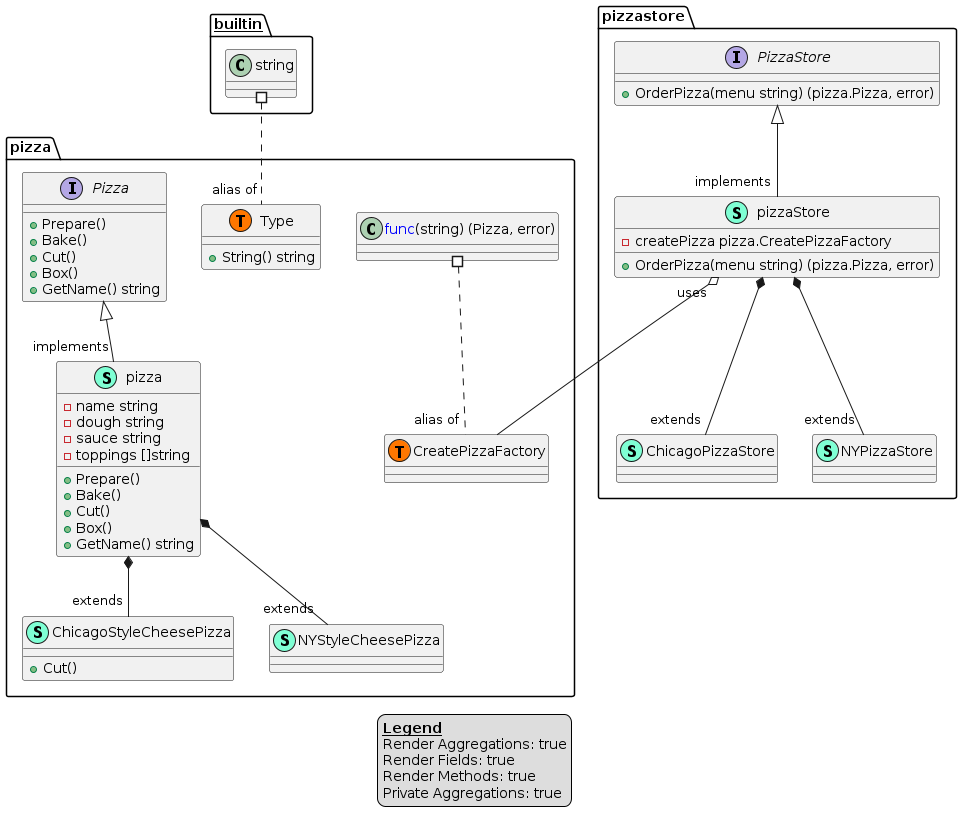 builtin
C string
pizzastore
I PizzaStore
OrderPizza(menu string) (pizza.Pizza, error)
implements
S pizzaStore
createPizza pizza.CreatePizzaFactory
OrderPizza(menu string) (pizza.Pizza, error)
uses
extends
extends
S ChicagoPizzaStore
S NYPizzaStore
pizza
I Pizza
Prepare()
Bake()
Cut()
Box()
GetName() string
alias of
T Type
String() string
C func(string) (Pizza, error)
implements
S pizza
name string
dough string
sauce string
toppings []string
Prepare()
Bake()
Cut()
Box()
GetName() string
alias of
T CreatePizzaFactory
extends
extends
S ChicagoStyleCheesePizza
Cut()
S NYStyleCheesePizza
Legend
Render Aggregations: true
Render Fields: true
Render Methods: true
Private Aggregations: true